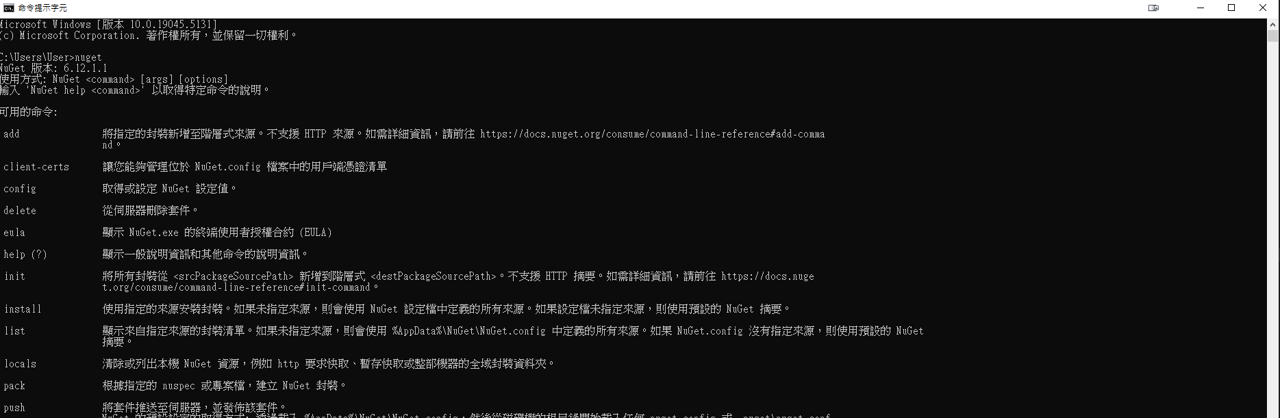 命令提示字元
Microsoft Windows [版本 10.0.19045.5131]
(c) Microsoft Corporation. 著作權所有，並保留一切權利。
C:\Users\User>nuget
NuGet 版本: 6.12.1.1
使用方式: NuGet <command> [args] [options]
輸入 'NuGet help <command>' 以取得特定命令的說明。
可用的命令:
add 將指定的封裝新增至階層式來源。不支援 HTTP 來源。如需詳細資訊，請前往 https://docs.nuget.org/consume/command-line-reference#add-comma
nd。
client-certs 讓您能夠管理位於 NuGet.config 檔案中的用戶端憑證清單
config 取得或設定 NuGet 設定值。
delete 從伺服器刪除套件。
eula 顯示 NuGet.exe 的終端使用者授權合約 (EULA)
help (?) 顯示一般說明資訊和其他命令的說明資訊。
init 將所有封裝從 <srcPackageSourcePath> 新增到階層式 <destPackageSourcePath>。不支援 HTTP 摘要。如需詳細資訊，請前往 https://docs.nuge
t.org/consume/command-line-reference#init-command。
install 使用指定的來源安裝封裝。如果未指定來源，則會使用 NuGet 設定檔中定義的所有來源。如果設定檔未指定來源，則使用預設的 NuGet 摘要。
list 顯示來自指定來源的封裝清單。如果未指定來源，則會使用 %AppData%\NuGet\NuGet.config 中定義的所有來源。如果 NuGet.config 沒有指定來源，則使用預設的 NuGet
摘要。
locals 清除或列出本機 NuGet 資源，例如 http 要求快取、暫存快取或整部機器的全域封裝資料夾。
pack 根據指定的 nuspec 或專案檔，建立 NuGet 封裝。
push 將套件推送至伺服器，並發佈該套件。